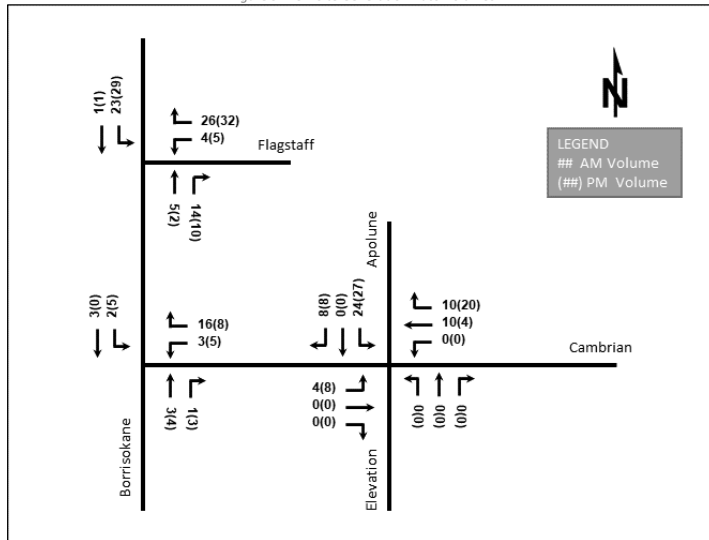 1(1)
23(29)
26(32)
4(5)
Flagstaff
5(2)
14(10)
N
LEGEND
## AM Volume
(##) PM Volume
Apolune
3(0)
2(5)
16(8)
3(5)
8(8)
0(0)
24(27)
10(20)
10(4)
0(0)
Cambrian
3(4)
1(3)
4(8)
0(0)
0(0)
0(0)
0(0)
0(0)
Borrisokane
Elevation